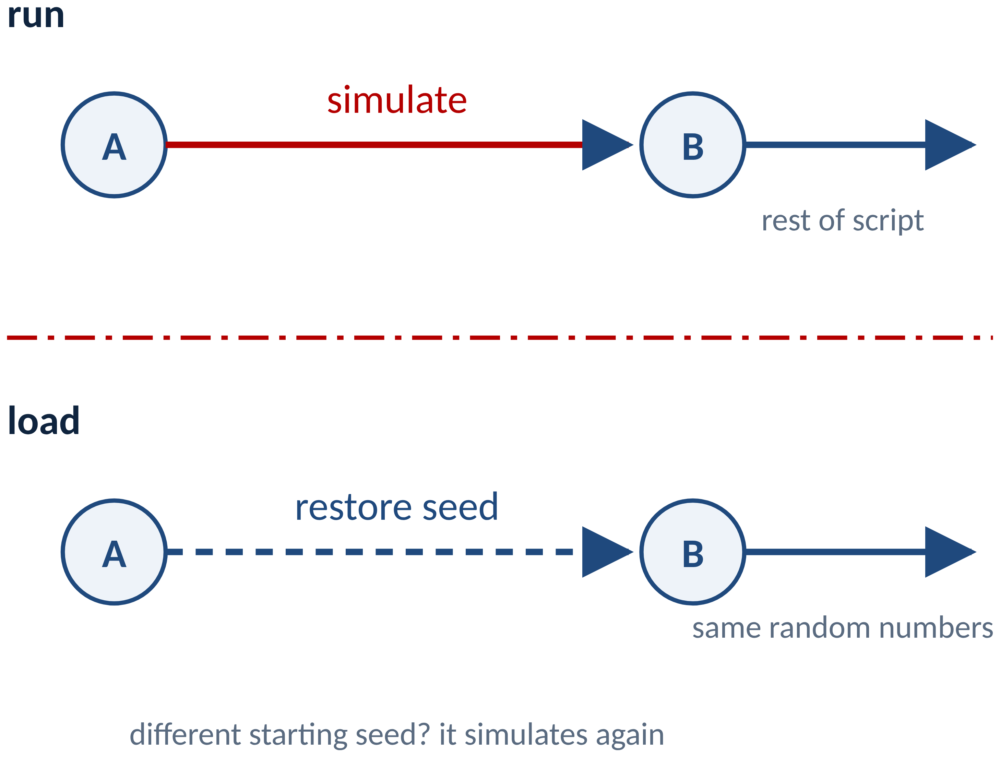 run
simulate
A
B
rest of script
load
restore seed
A
B
same random numbers
different starting seed? it simulates again